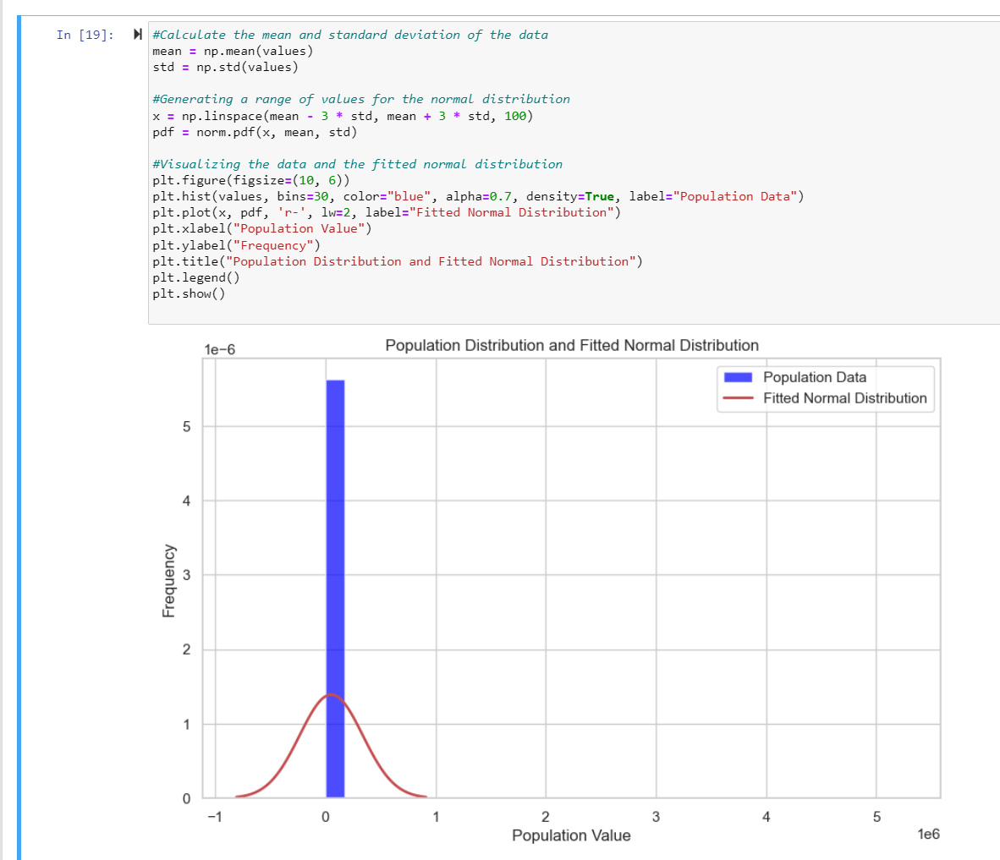 In [19]:
#Calculate the mean and standard deviation of the data
mean = np.mean(values)
std = np.std(values)
#Generating a range of values for the normal distribution
x = np.linspace(mean - 3 * std, mean + 3 * std, 100)
pdf = norm.pdf(x, mean, std)
#Visualizing the data and the fitted normal distribution
plt.figure(figsize=(10, 6))
plt.hist(values, bins=30, color="blue", alpha=0.7, density=True, label="Population Data")
plt.plot(x, pdf, 'r-', lw=2, label="Fitted Normal Distribution")
plt.xlabel("Population Value")
plt.ylabel("Frequency")
plt.title("Population Distribution and Fitted Normal Distribution")
plt.legend()
plt.show()
1e−6
Population Distribution and Fitted Normal Distribution
Population Data
Fitted Normal Distribution
5
4
3
2
1
0
Frequency
−1 0 1 2 3 4 5
Population Value
1e6